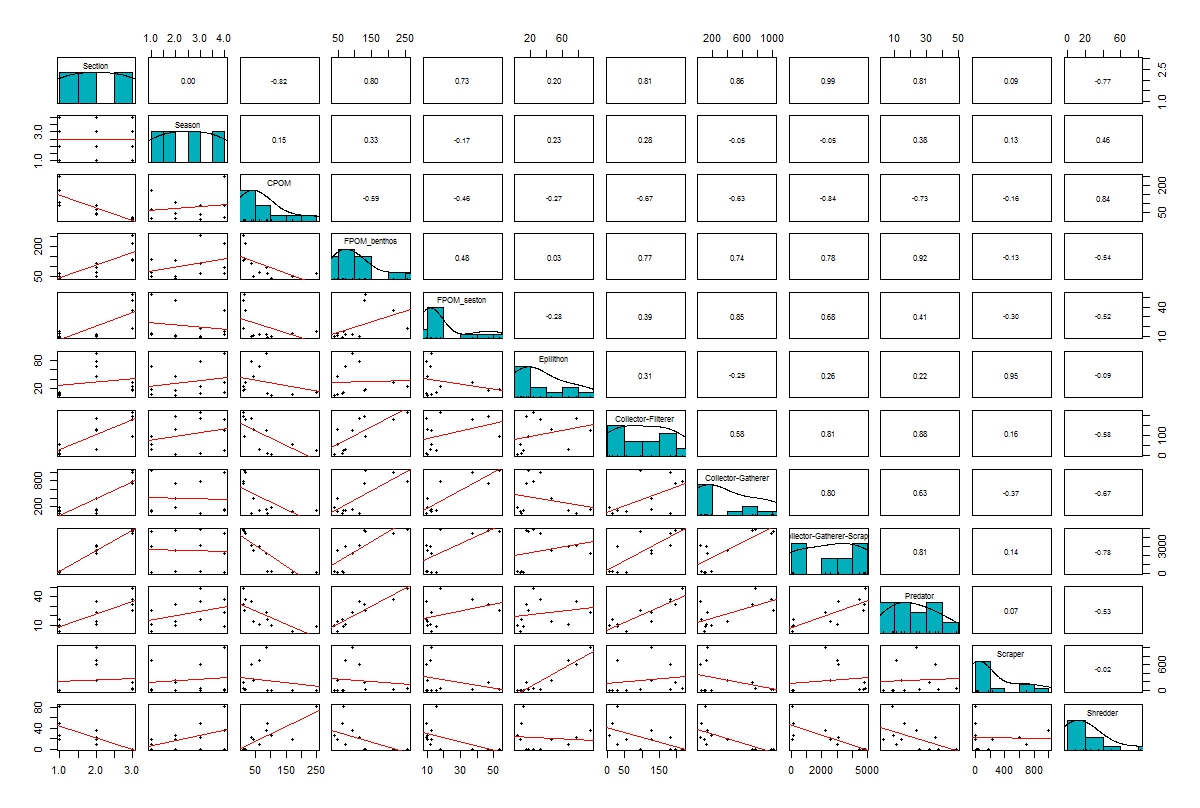 1.0 2.0 3.0 4.0 50 150 250 20 60 200 600 1000 10 30 50 0 20 60
Section 0.00 -0.82 0.80 0.73 0.20 0.81 0.86 0.99 0.81 0.09 -0.77 1.0 2.5
1.0 3.0 Season 0.15 0.33 -0.17 0.23 0.28 -0.05 -0.05 0.38 0.13 0.46
CPOM -0.59 -0.46 -0.27 -0.67 -0.63 -0.84 -0.73 -0.16 0.84 50 200
50 200 FPOM_benthos 0.48 0.03 0.77 0.74 0.78 0.92 -0.13 -0.54
FPOM_seston -0.28 0.39 0.85 0.68 0.41 -0.30 -0.52 10 40
20 80 Epilithon 0.31 -0.25 0.26 0.22 0.95 -0.09
Collector-Filterer 0.58 0.81 0.88 0.16 -0.58 0 100
200 800 Collector-Gatherer 0.80 0.63 -0.37 -0.67
llector-Gatherer-Scrap 0.81 0.14 -0.78 0 3000
10 40 Predator 0.07 -0.53
Scraper -0.02 0 600
0 40 80 Shredder
1.0 2.0 3.0 50 150 250 10 30 50 0 50 150 0 2000 5000 0 400 800